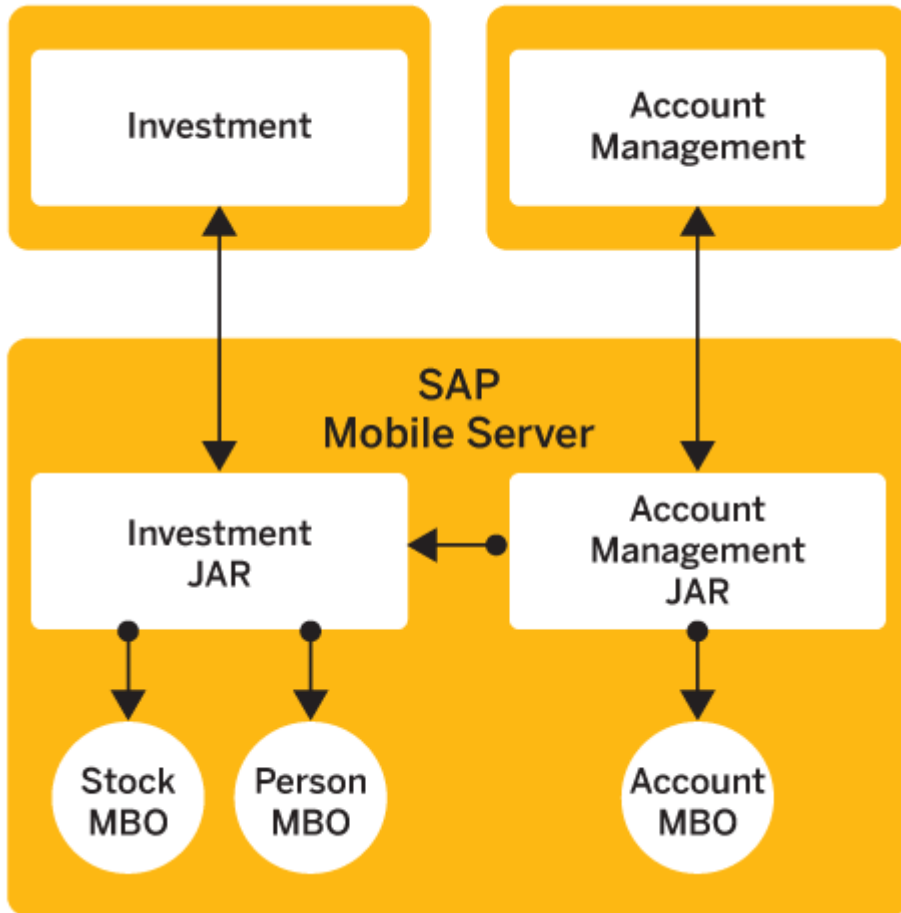 Investment
Account
Management
SAP
Mobile Server
Investment
JAR
Account
Management
JAR
Stock
MBO
Person
MBO
Account
MBO